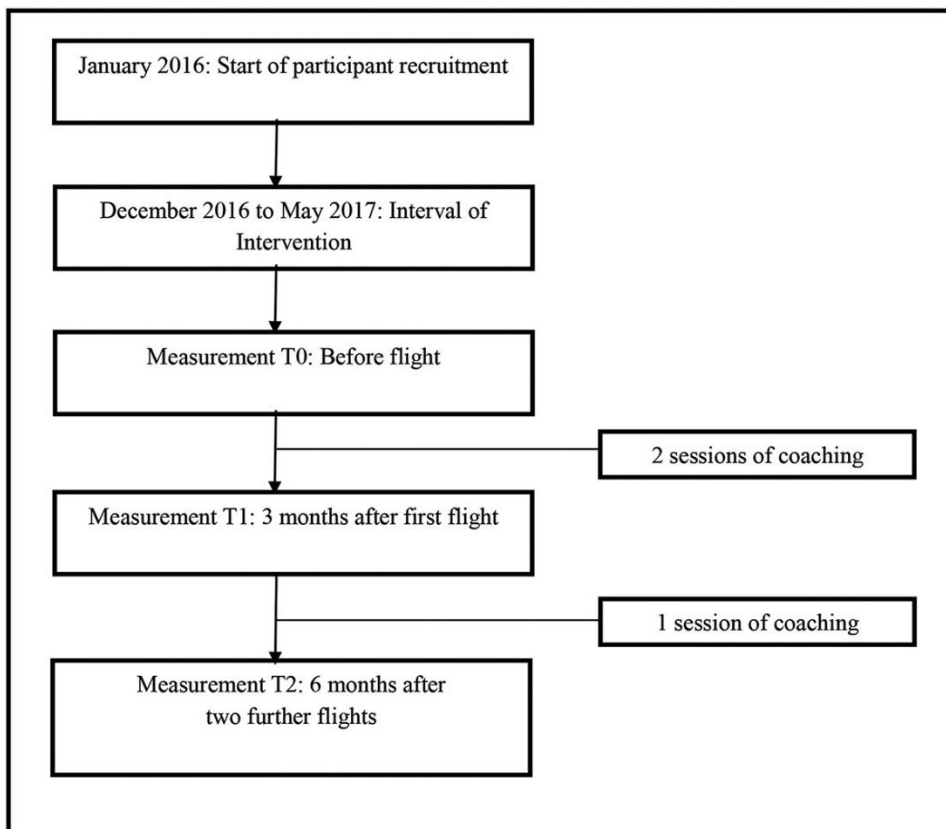 January 2016: Start of participant recruitment
December 2016 to May 2017: Interval of
Intervention
Measurement T0: Before flight
2 sessions of coaching
Measurement T1: 3 months after first flight
1 session of coaching
Measurement T2: 6 months after
two further flights